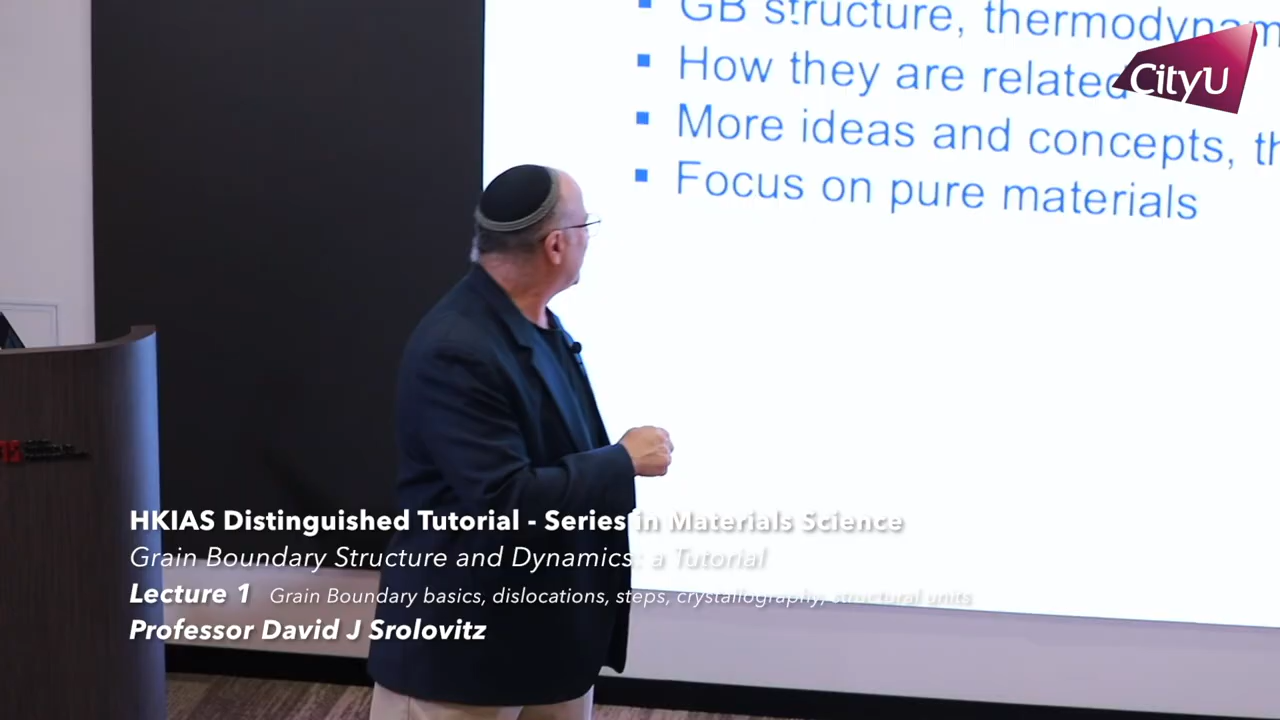 GB structure, thermodynam
CityU
How they are related
More ideas and concepts, th
Focus on pure materials
HKIAS Distinguished Tutorial - Series in Materials Science
Grain Boundary Structure and Dynamics: a Tutorial
Lecture 1 Grain Boundary basics, dislocations, steps, crystallography, structural units
Professor David J Srolovitz